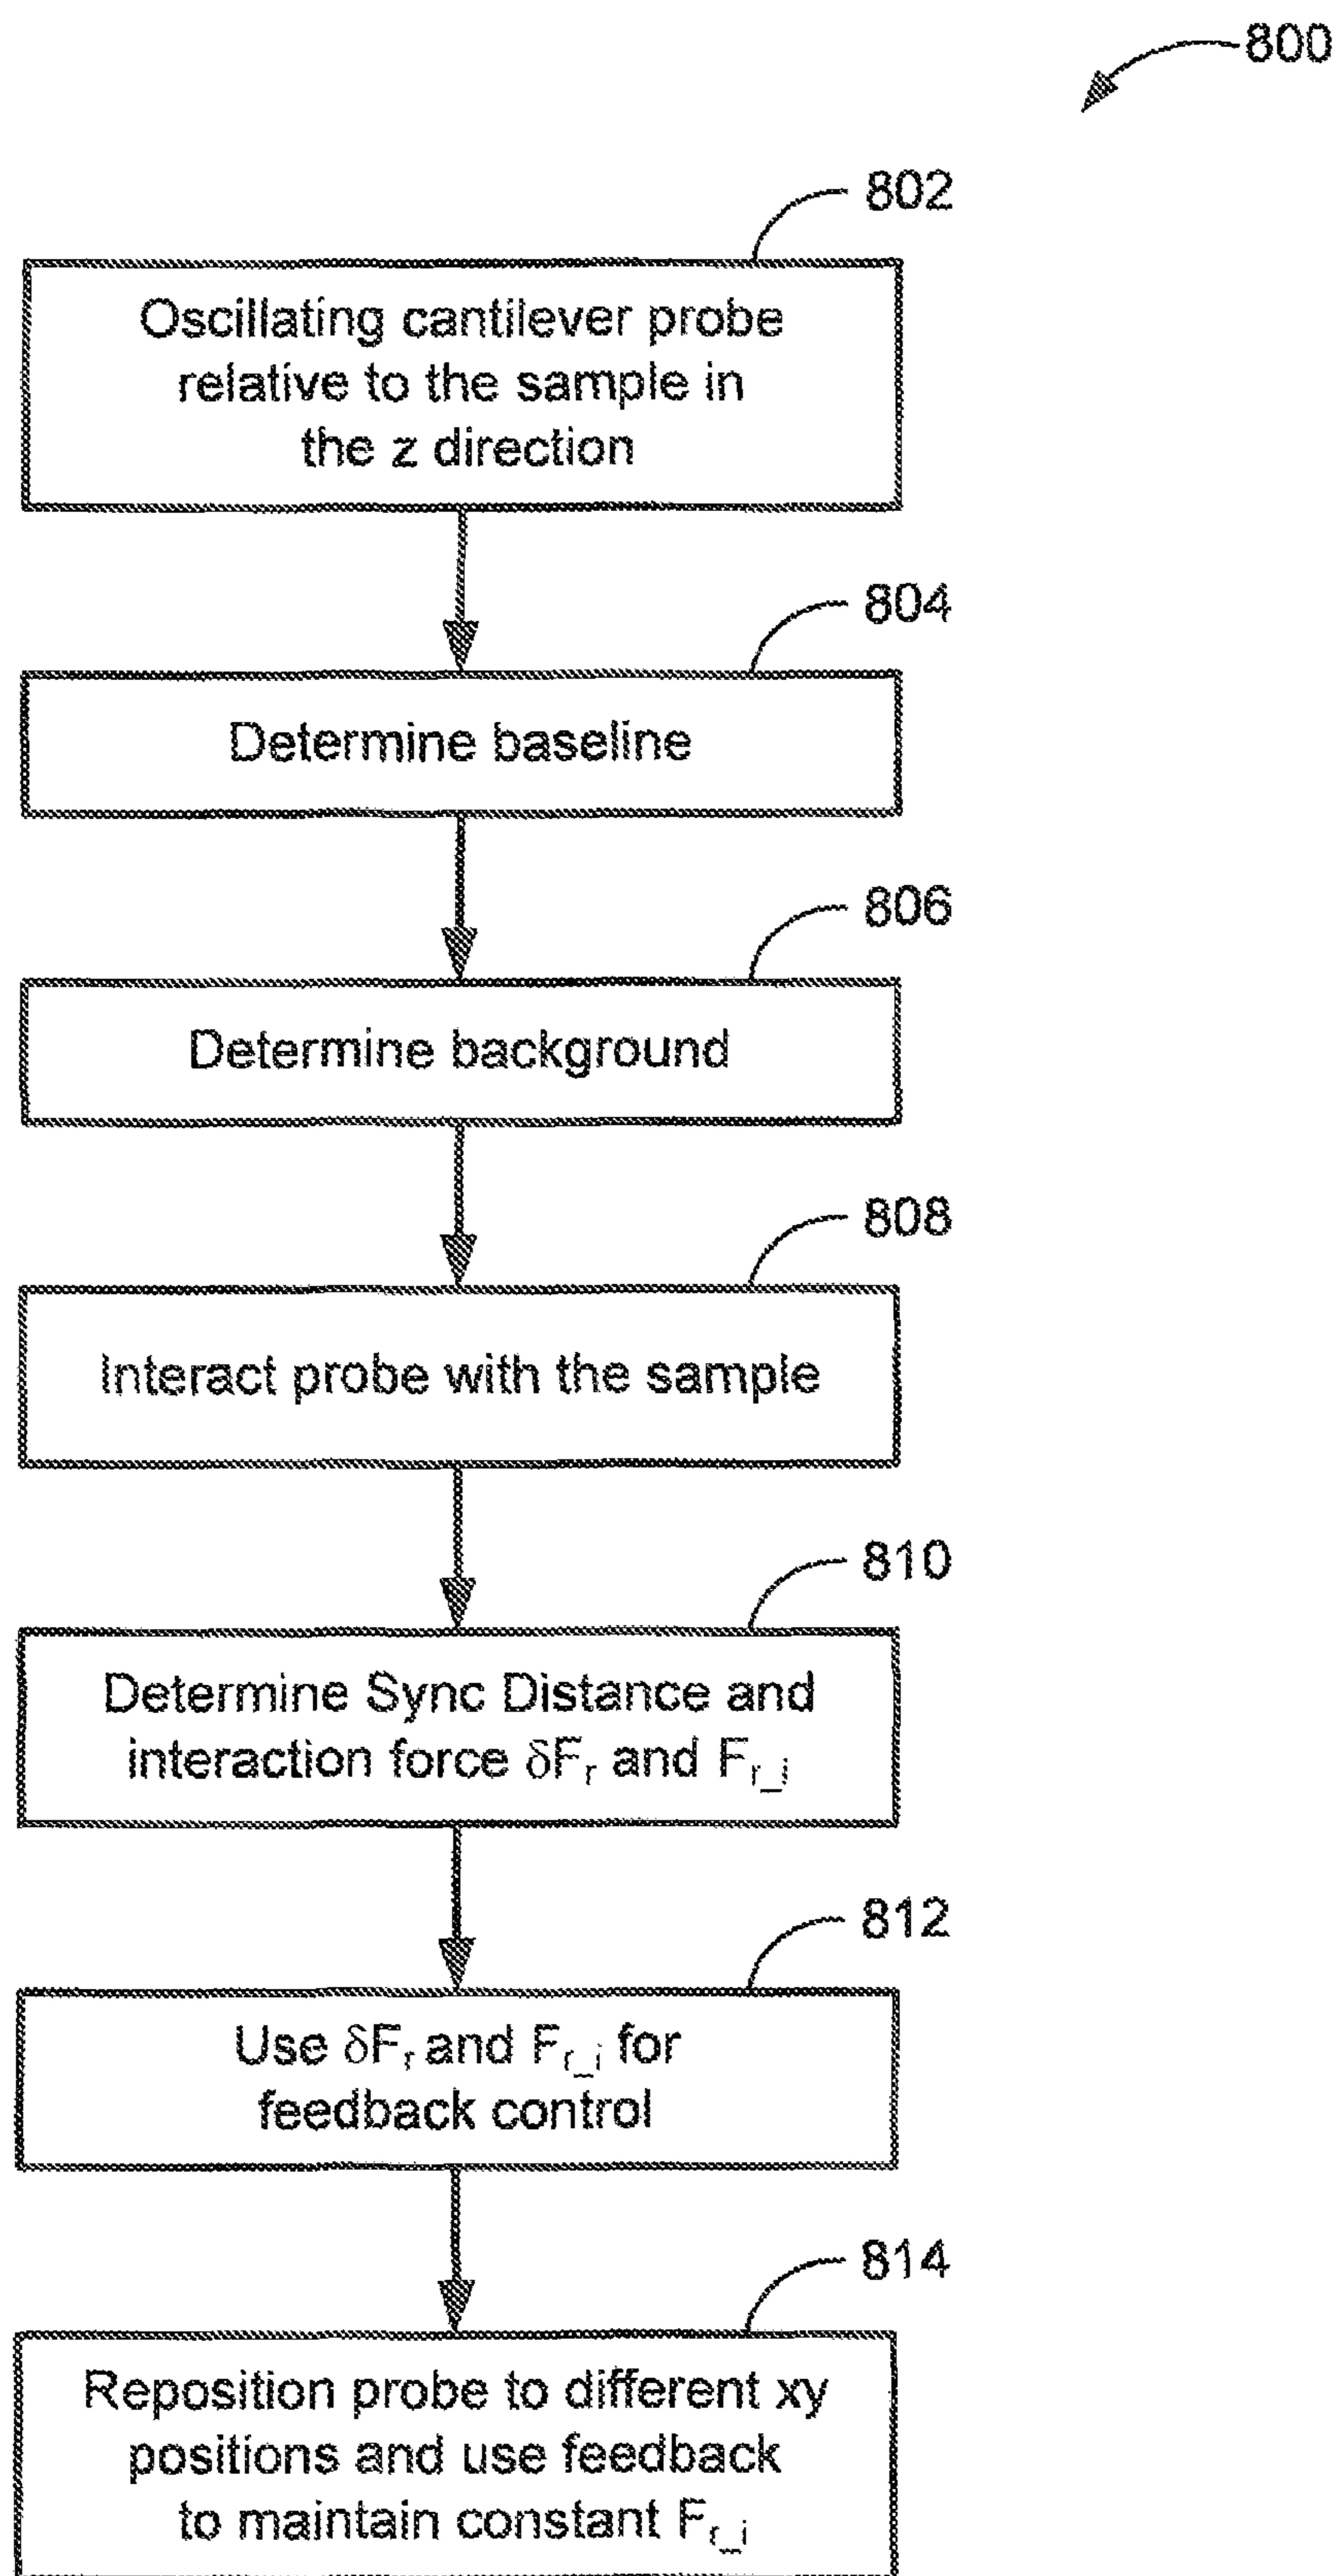 800
802
Oscillating cantilever probe
relative to the sample in
the z direction
804
Determine baseline
806
Determine background
808
Interact probe with the sample
810
Determine Sync Distance and
interaction force δFr and Fr_i
812
Use δFr and Fr_i for
feedback control
814
Reposition probe to different xy
positions and use feedback
to maintain constant Fr_i